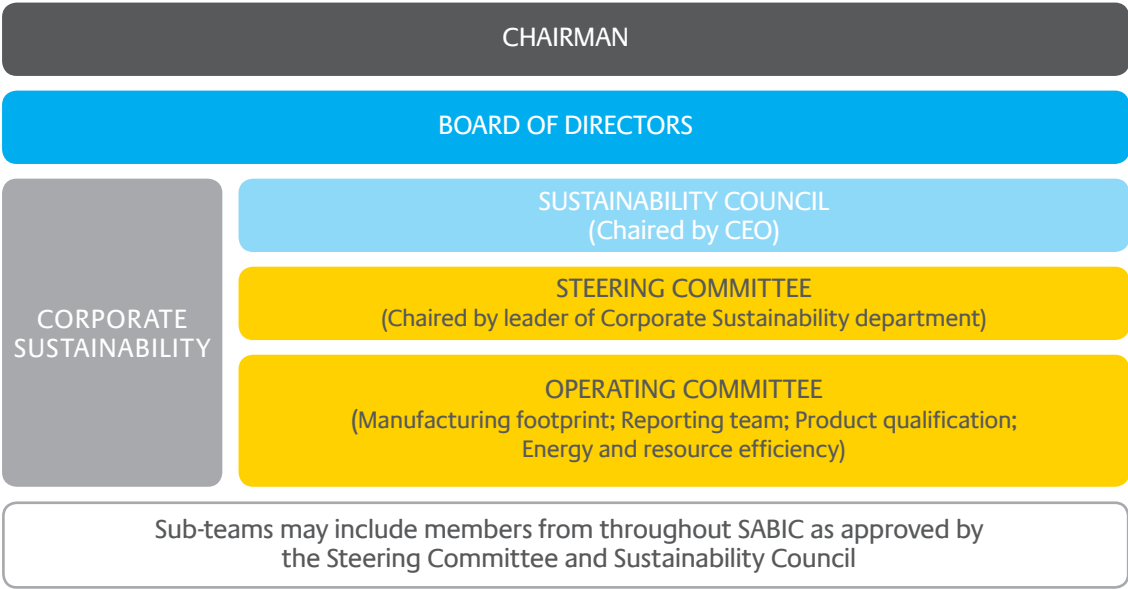 CHAIRMAN
BOARD OF DIRECTORS
CORPORATE
SUSTAINABILITY
SUSTAINABILITY COUNCIL
(Chaired by CEO)
STEERING COMMITTEE
(Chaired by leader of Corporate Sustainability department)
OPERATING COMMITTEE
(Manufacturing footprint; Reporting team; Product qualification;
Energy and resource efficiency)
Sub-teams may include members from throughout SABIC as approved by
the Steering Committee and Sustainability Council